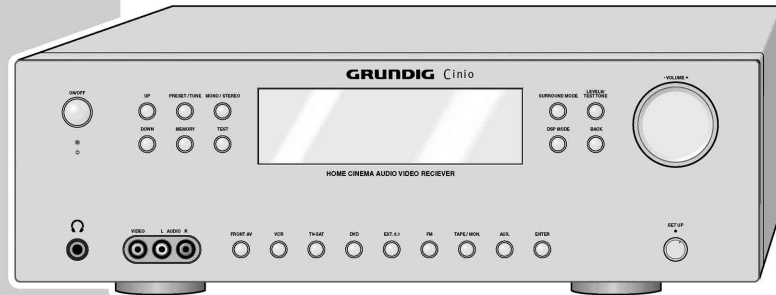 GRUNDIG Cinio
- VOLUME +
ON/OFF
UP
PRESET / TUNE
MONO / STEREO
SURROUND MODE
LEVELS/
TEST TONE
DOWN
MEMORY
TEST
DSP MODE
BACK
HOME CINEMA AUDIO VIDEO RECIEVER
VIDEO
L AUDIO R
FRONT AV
VCR
TV-SAT
DVD
EXT. 5.1
FM
TAPE / MON.
AUX.
ENTER
SET UP